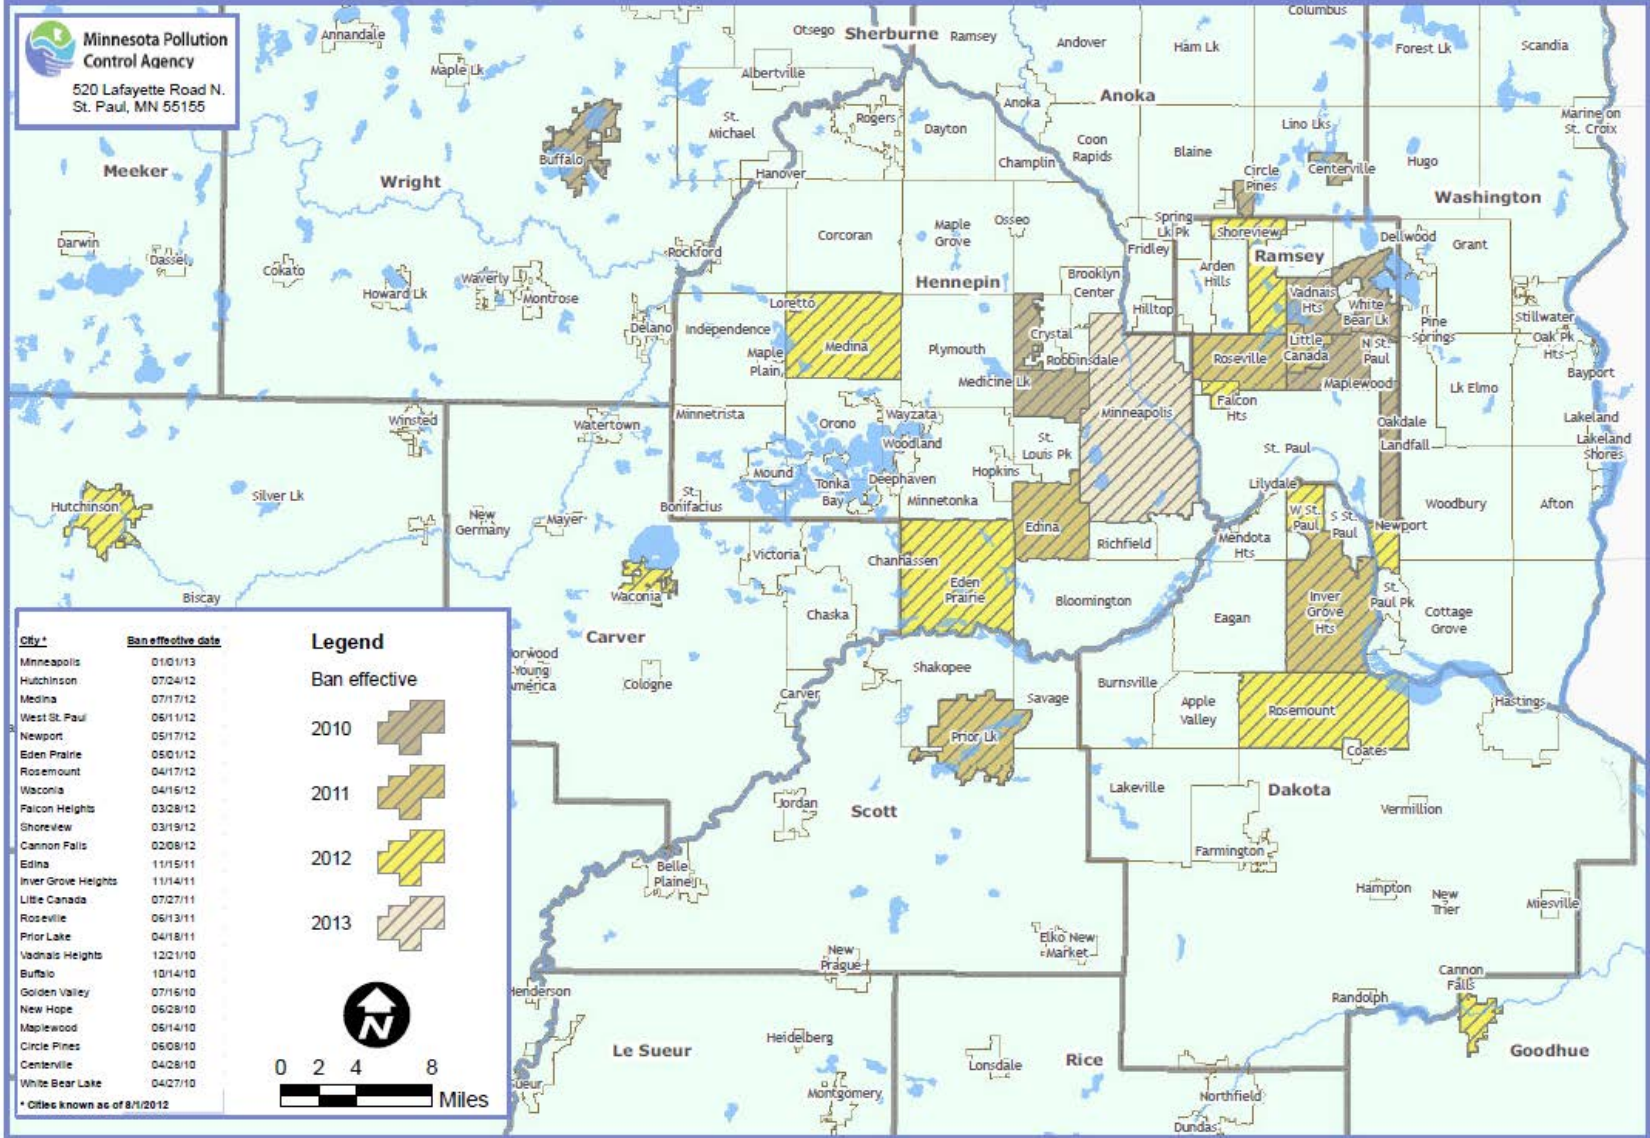 Minnesota Pollution
Control Agency
520 Lafayette Road N.
St. Paul, MN 55155
Annandale
Maple Lk
Otsego
Sherburne
Ramsey
Andover
Ham Lk
Columbus
Forest Lk
Scandia
Albertville
Anoka
Anoka
Marine on
St. Croix
St.
Michael
Rogers
Dayton
Coon
Rapids
Blaine
Lino Lks
Hugo
Meeker
Wright
Buffalo
Hanover
Champlin
Circle
Pines
Centerville
Washington
Darwin
Dassel
Cokato
Howard Lk
Waverly
Montrose
Delano
Rockford
Corcoran
Maple
Grove
Osseo
Spring
Lk Pk
Fridley
Shoreview
Arden
Hills
Ramsey
Dellwood
Grant
Hennepin
Brooklyn
Center
Hilltop
Vadnais
Hts
White
Bear Lk
Pine
Springs
Stillwater
Oak Pk
Hts
Bayport
Loretto
Independence
Maple
Plain
Medina
Plymouth
Crystal
Robbinsdale
Medicine Lk
Roseville
Little
Canada
N St.
Paul
Maplewood
Lk Elmo
Falcon
Hts
Minneapolis
Winsted
Watertown
Minnetrista
Orono
Wayzata
Woodland
St.
Louis Pk
Hopkins
Deephaven
Minnetonka
Mound
Tonka
Bay
St.
Bonifacius
St. Paul
Oakdale
Landfall
Lakeland
Lakeland
Shores
Hutchinson
Silver Lk
New
Germany
Mayer
Lilydale
W St.
Paul
S St.
Paul
Newport
Woodbury
Afton
Edina
Richfield
Mendota
Hts
Victoria
Chanhassen
Eden
Prairie
Waconia
Biscay
Chaska
Bloomington
Eagan
Inver
Grove
Hts
St.
Paul Pk
Cottage
Grove
Carver
orwood
Young
America
Cologne
Carver
Shakopee
Savage
Burnsville
Apple
Valley
Rosemount
Coates
Hastings
Prior Lk
Jordan
Scott
Lakeville
Dakota
Vermillion
Farmington
Belle
Plaine
Hampton
New
Trier
Miesville
Elko New
Market
New
Prague
Henderson
Cannon
Falls
Randolph
Le Sueur
Heidelberg
Lonsdale
Rice
Goodhue
ueur
Montgomery
Northfield
Dundas
City * Ban effective date
Minneapolis 01/01/13
Hutchinson 07/24/12
Medina 07/17/12
West St. Paul 06/11/12
Newport 05/17/12
Eden Prairie 05/01/12
Rosemount 04/17/12
Waconia 04/16/12
Falcon Heights 03/28/12
Shoreview 03/19/12
Cannon Falls 02/08/12
Edina 11/15/11
Inver Grove Heights 11/14/11
Little Canada 07/27/11
Roseville 06/13/11
Prior Lake 04/18/11
Vadnais Heights 12/21/10
Buffalo 10/14/10
Golden Valley 07/16/10
New Hope 06/28/10
Maplewood 06/14/10
Circle Pines 06/08/10
Centerville 04/28/10
White Bear Lake 04/27/10
* Cities known as of 8/1/2012
Legend
Ban effective
2010
2011
2012
2013
N
0 2 4 8
Miles